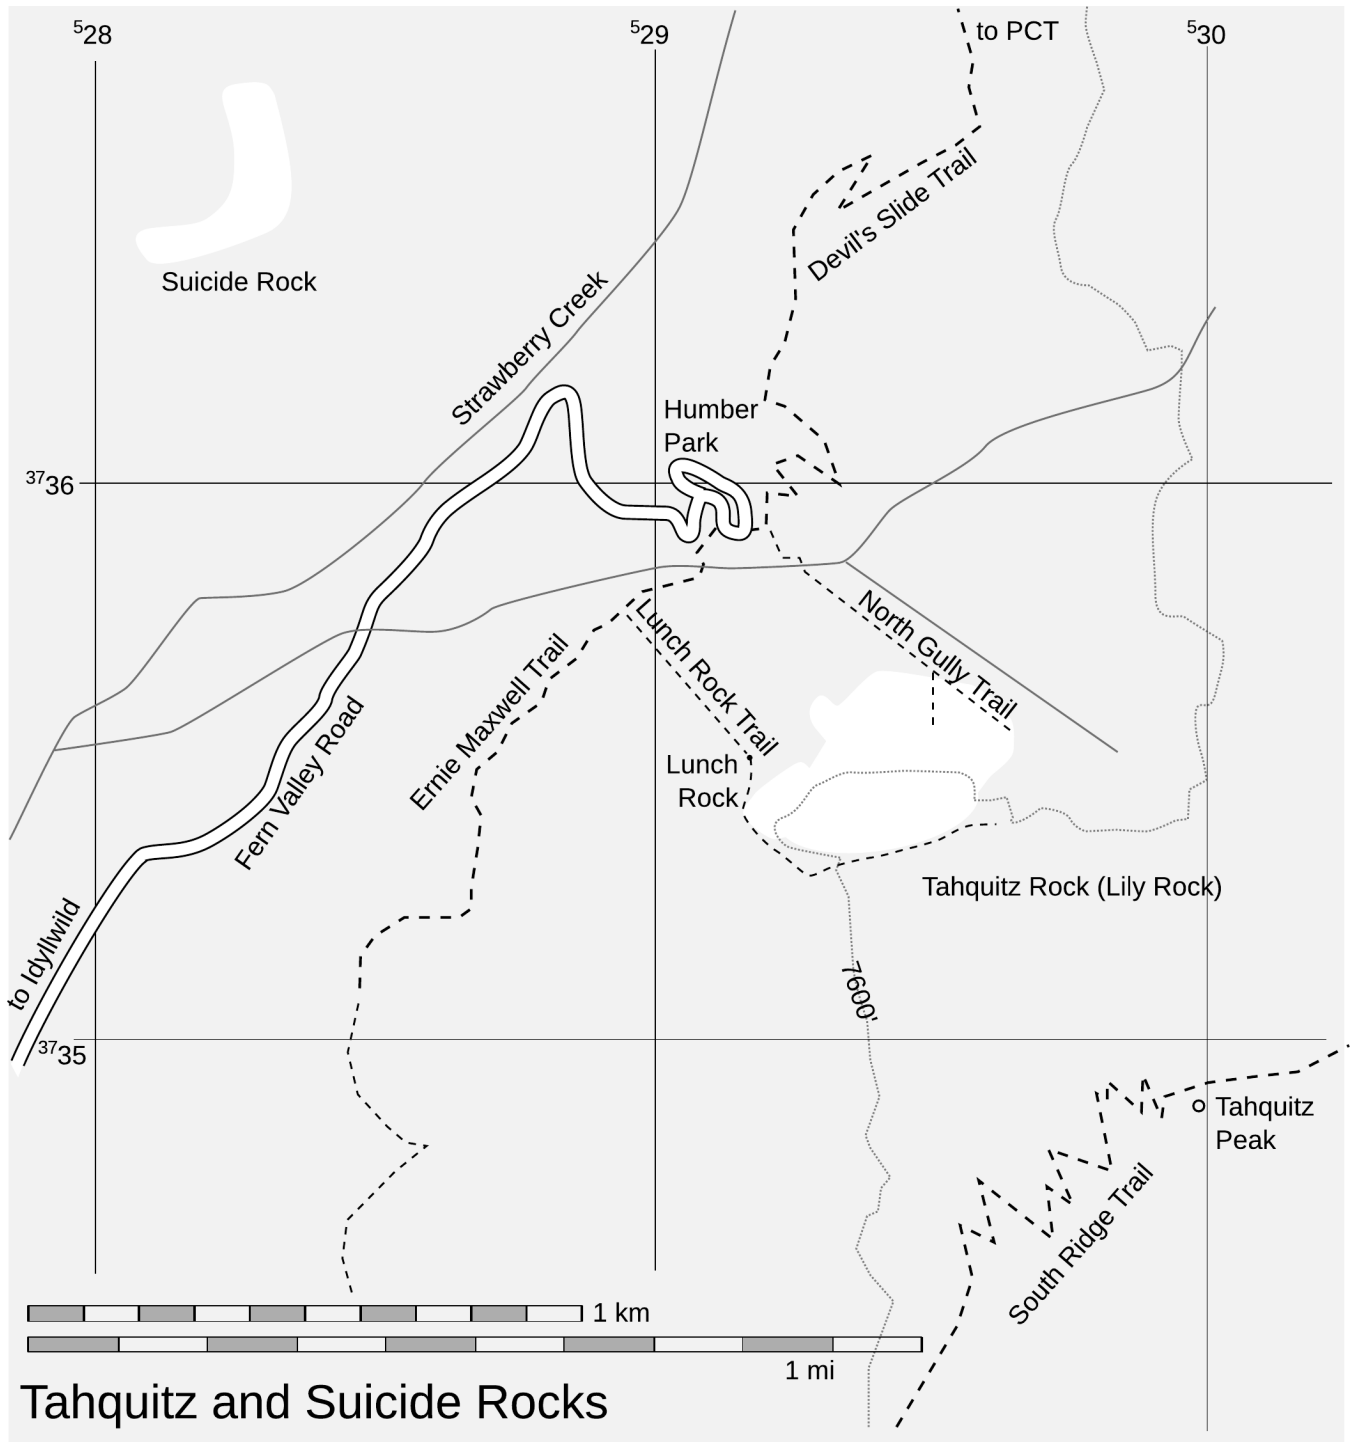 528
529
to PCT
530
Devil's Slide Trail
Suicide Rock
Strawberry Creek
Humber
Park
3736
North Gully Trail
Lunch Rock Trail
Ernie Maxwell Trail
Fern Valley Road
Lunch
Rock
Tahquitz Rock (Lily Rock)
to Idyllwild
7600'
3735
Tahquitz
Peak
South Ridge Trail
1 km
1 mi
Tahquitz and Suicide Rocks